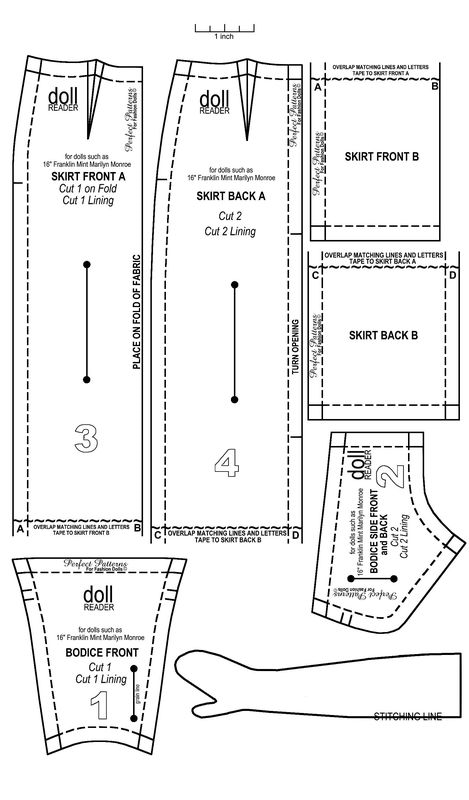 1 inch
doll
READER
Perfect Patterns
For Fashion Dolls ©
for dolls such as
16" Franklin Mint Marilyn Monroe
SKIRT FRONT A
Cut 1 on Fold
Cut 1 Lining
PLACE ON FOLD OF FABRIC
3
A
OVERLAP MATCHING LINES AND LETTERS
TAPE TO SKIRT FRONT B
B
doll
READER
Perfect Patterns
For Fashion Dolls ©
for dolls such as
16" Franklin Mint Marilyn Monroe
SKIRT BACK A
Cut 2
Cut 2 Lining
TURN OPENING
4
C
OVERLAP MATCHING LINES AND LETTERS
TAPE TO SKIRT BACK B
D
OVERLAP MATCHING LINES AND LETTERS
TAPE TO SKIRT FRONT A
A
B
Perfect Patterns
For Fashion Dolls ©
SKIRT FRONT B
OVERLAP MATCHING LINES AND LETTERS
TAPE TO SKIRT BACK A
C
D
Perfect Patterns
For Fashion Dolls ©
SKIRT BACK B
doll
READER
2
for dolls such as
16" Franklin Mint Marilyn Monroe
BODICE SIDE FRONT
and BACK
Cut 2
Cut 2 Lining
Perfect Patterns
For Fashion Dolls ©
Perfect Patterns
For Fashion Dolls ©
doll
READER
for dolls such as
16" Franklin Mint Marilyn Monroe
BODICE FRONT
Cut 1
Cut 1 Lining
1
grain line
STITCHING LINE